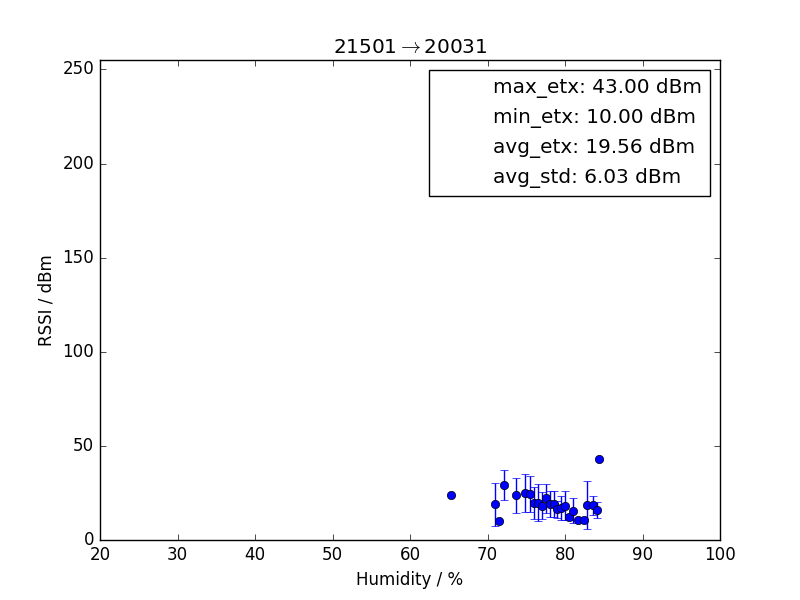 21501→20031
max_etx: 43.00 dBm
min_etx: 10.00 dBm
avg_etx: 19.56 dBm
avg_std: 6.03 dBm
RSSI / dBm
250
200
150
100
50
0
20 30 40 50 60 70 80 90 100
Humidity / %